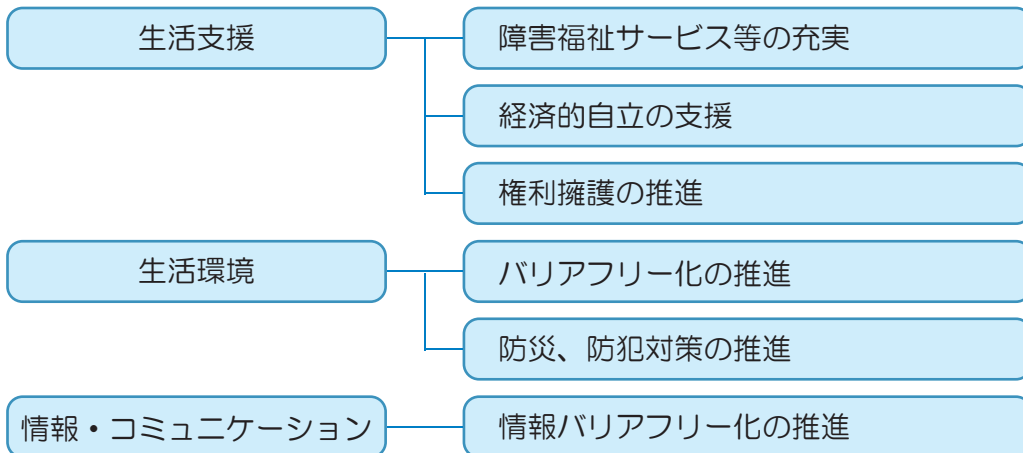 生活支援
障害福祉サービス等の充実
経済的自立の支援
権利擁護の推進
生活環境
バリアフリー化の推進
防災、防犯対策の推進
情報・コミュニケーション
情報バリアフリー化の推進